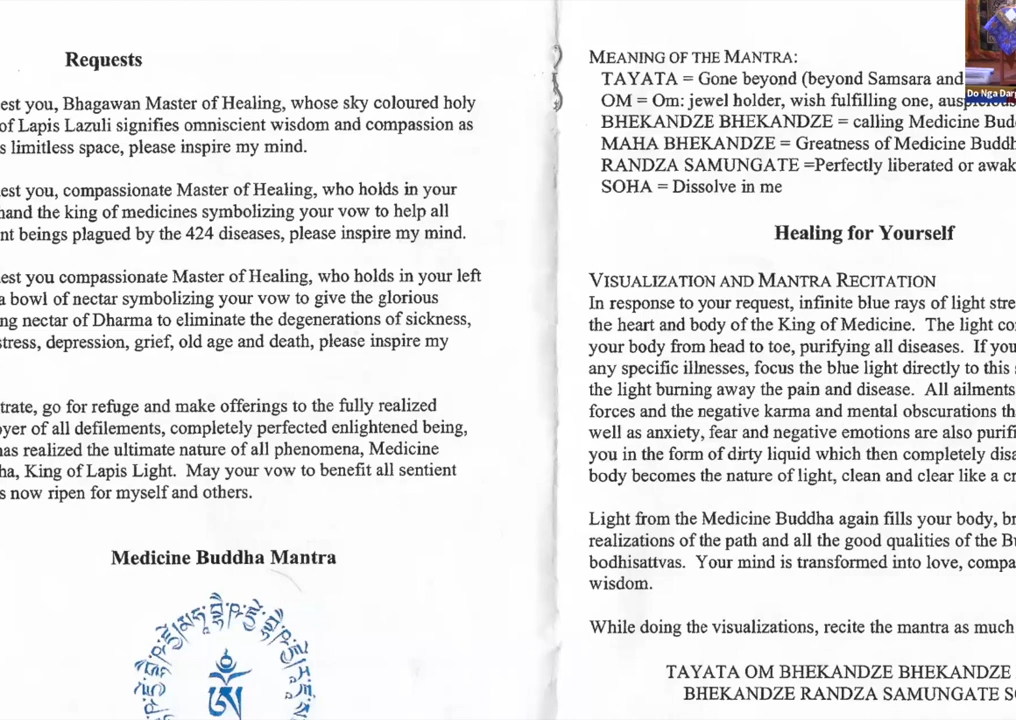 Requests
est you, Bhagawan Master of Healing, whose sky coloured holy
of Lapis Lazuli signifies omniscient wisdom and compassion as
s limitless space, please inspire my mind.
est you, compassionate Master of Healing, who holds in your
hand the king of medicines symbolizing your vow to help all
nt beings plagued by the 424 diseases, please inspire my mind.
est you compassionate Master of Healing, who holds in your left
a bowl of nectar symbolizing your vow to give the glorious
ng nectar of Dharma to eliminate the degenerations of sickness,
stress, depression, grief, old age and death, please inspire my
trate, go for refuge and make offerings to the fully realized
oyer of all defilements, completely perfected enlightened being,
has realized the ultimate nature of all phenomena, Medicine
ha, King of Lapis Light. May your vow to benefit all sentient
s now ripen for myself and others.
Medicine Buddha Mantra
MEANING OF THE MANTRA:
TAYATA = Gone beyond (beyond Samsara and
OM = Om: jewel holder, wish fulfilling one, auspicious
BHEKANDZE BHEKANDZE = calling Medicine Bud
MAHA BHEKANDZE = Greatness of Medicine Buddh
RANDZA SAMUNGATE =Perfectly liberated or awak
SOHA = Dissolve in me
Do Nga Dar
Healing for Yourself
VISUALIZATION AND MANTRA RECITATION
In response to your request, infinite blue rays of light stre
the heart and body of the King of Medicine. The light co
your body from head to toe, purifying all diseases. If you
any specific illnesses, focus the blue light directly to this
the light burning away the pain and disease. All ailments
forces and the negative karma and mental obscurations th
well as anxiety, fear and negative emotions are also purifi
you in the form of dirty liquid which then completely disa
body becomes the nature of light, clean and clear like a cr
Light from the Medicine Buddha again fills your body, br
realizations of the path and all the good qualities of the Bu
bodhisattvas. Your mind is transformed into love, compa
wisdom.
While doing the visualizations, recite the mantra as much
TAYATA OM BHEKANDZE BHEKANDZE
BHEKANDZE RANDZA SAMUNGATE SO